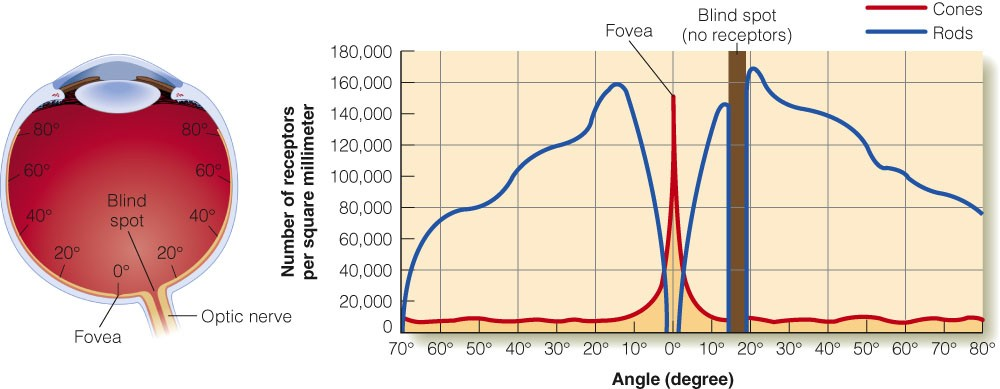 80°
80°
60°
60°
Blind
spot
40°
40°
20°
20°
0°
Optic nerve
Fovea
Cones
Rods
Blind spot
(no receptors)
Fovea
Number of receptors
per square millimeter
180,000
160,000
140,000
120,000
100,000
80,000
60,000
40,000
20,000
0
70° 60° 50° 40° 30° 20° 10° 0° 10° 20° 30° 40° 50° 60° 70° 80°
Angle (degree)